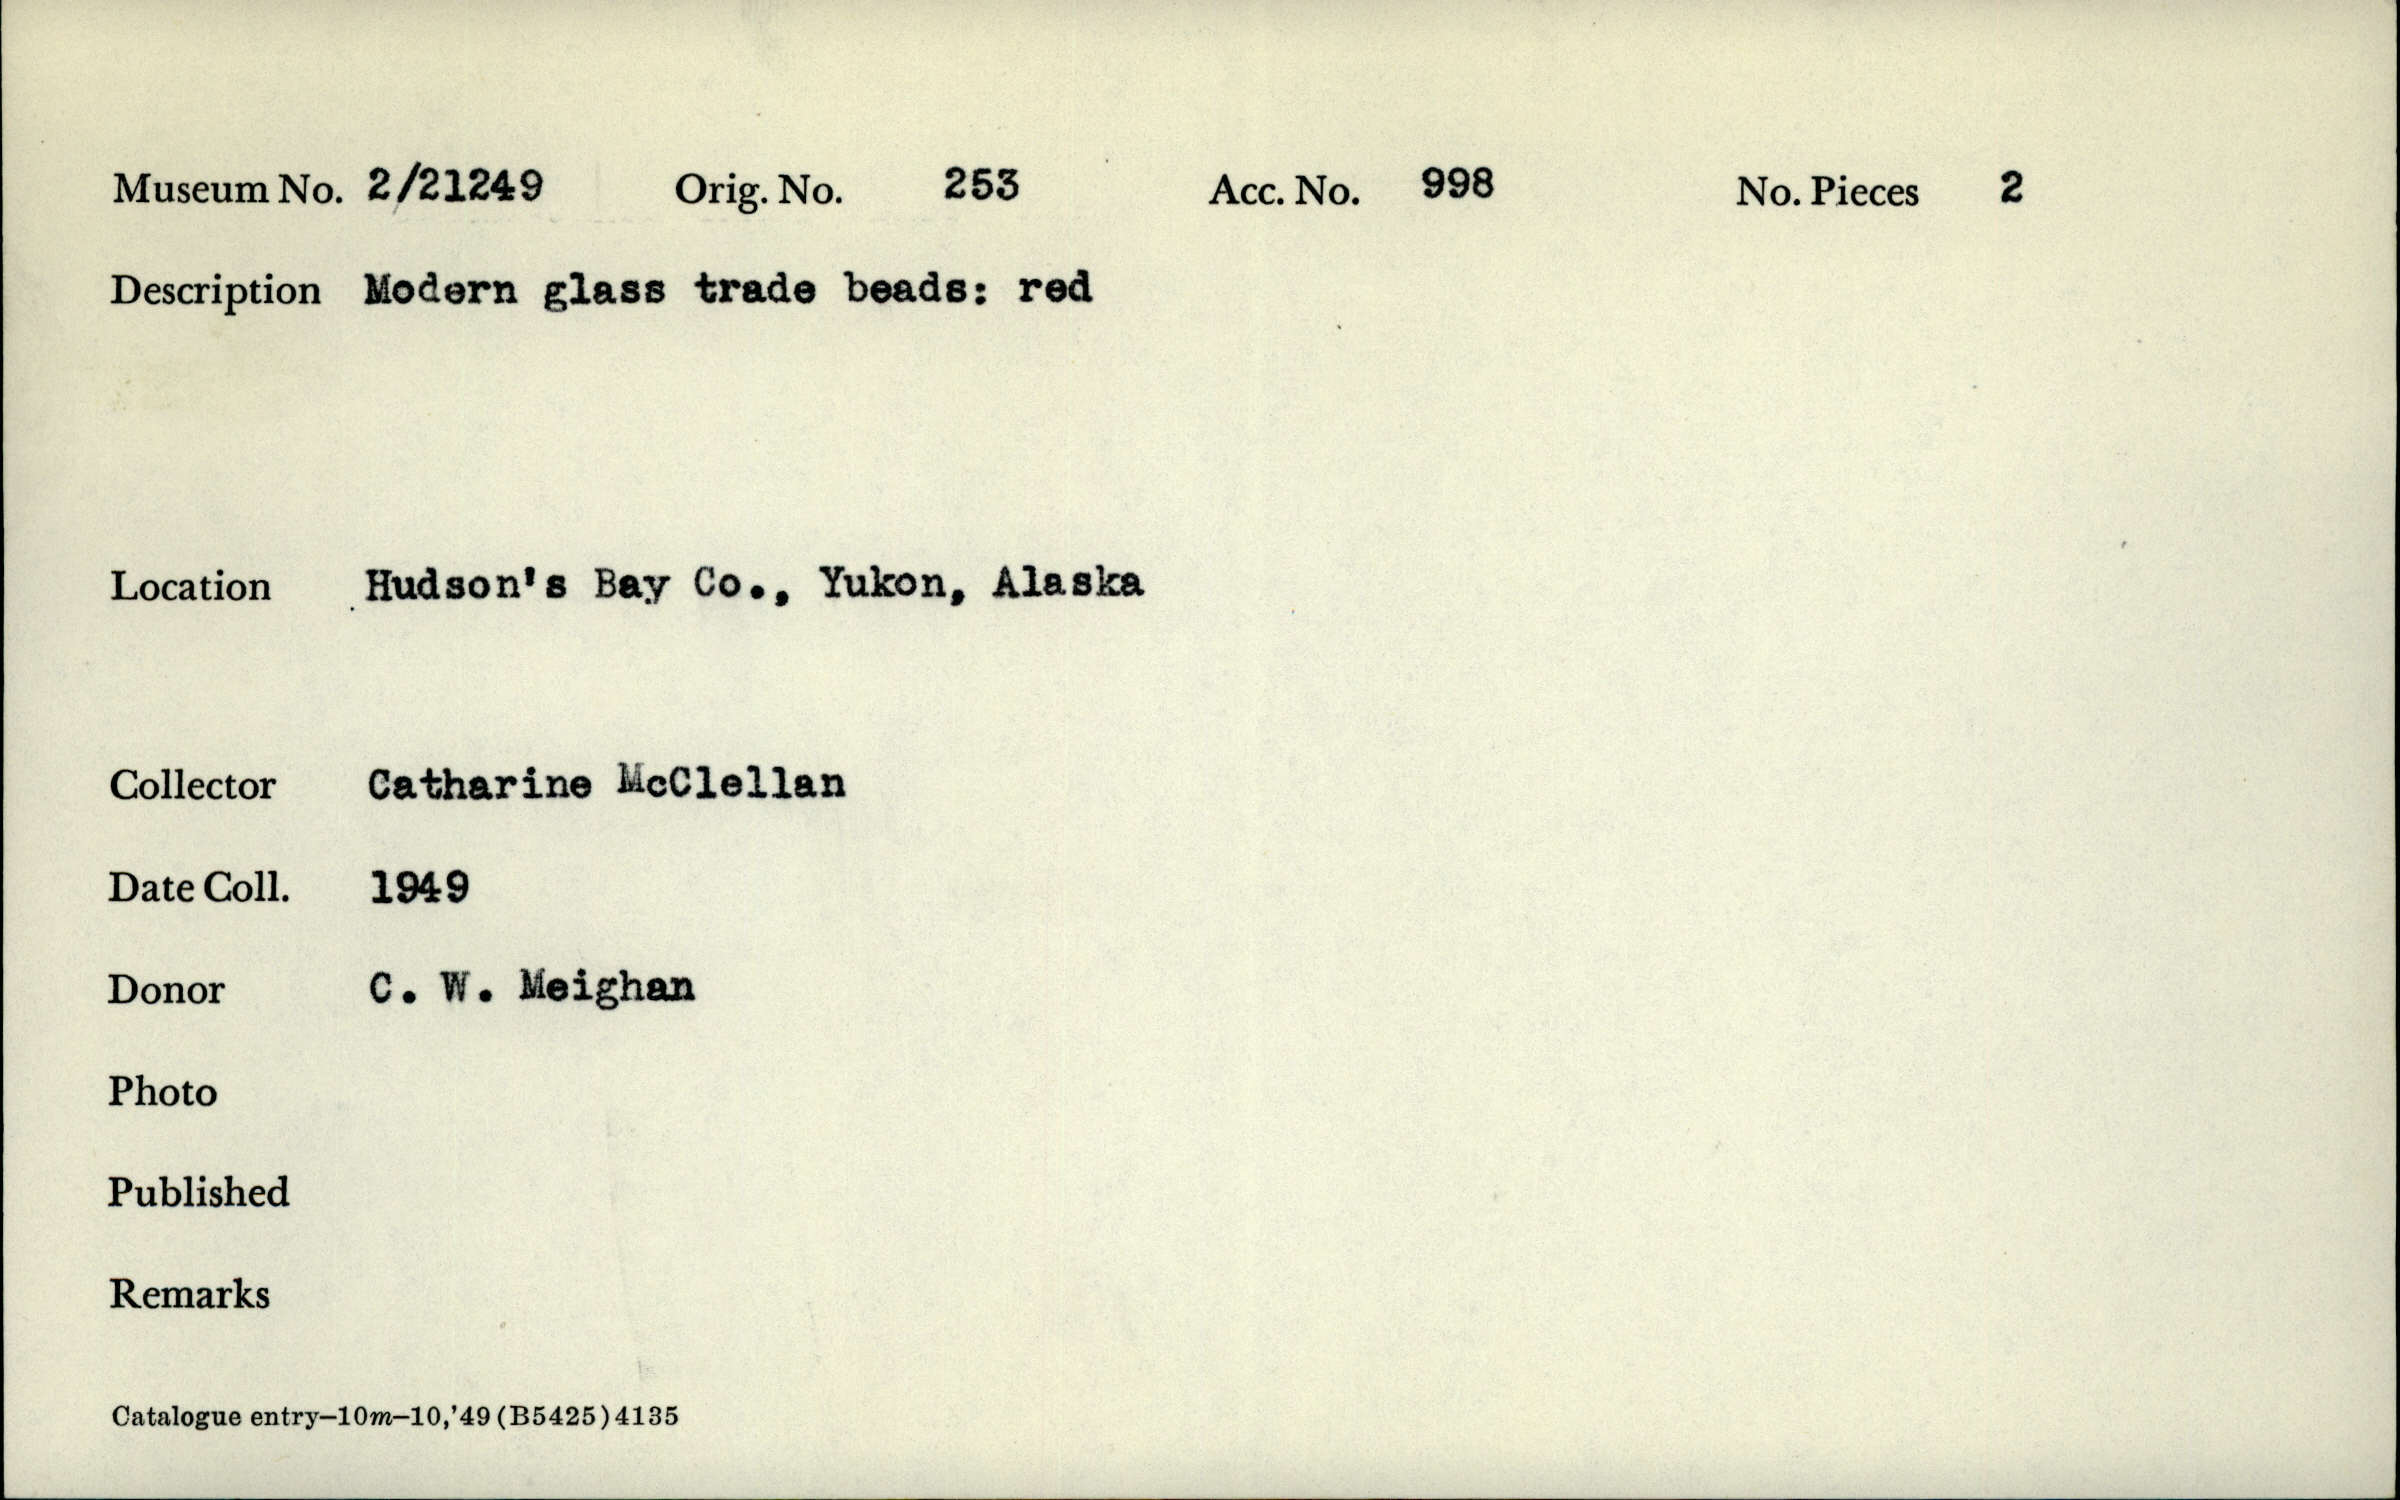 Museum No. 2/21249 Orig. No. 253 Acc. No. 998 No. Pieces 2
Description Modern glass trade beads: red
Location Hudson's Bay Co., Yukon, Alaska
Collector Catharine McClellan
Date Coll. 1949
Donor C. W. Meighan
Photo
Published
Remarks
Catalogue entry—10m—10,'49(B5425)4135